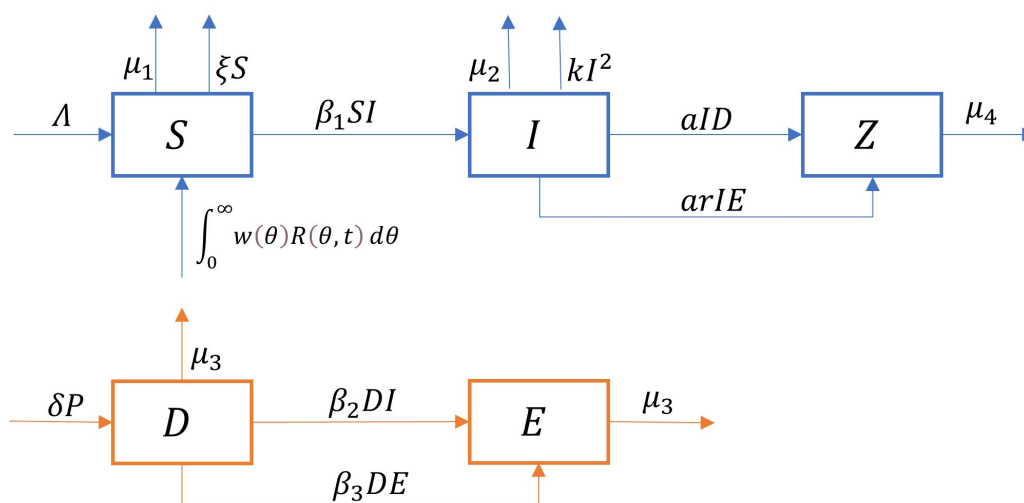 μ₁ ξS μ₂ kI²
Λ S β₁SI I aID Z μ₄
arIE
∫₀^∞ w(θ)R(θ,t) dθ
μ₃
δP D β₂DI E μ₃
β₃DE